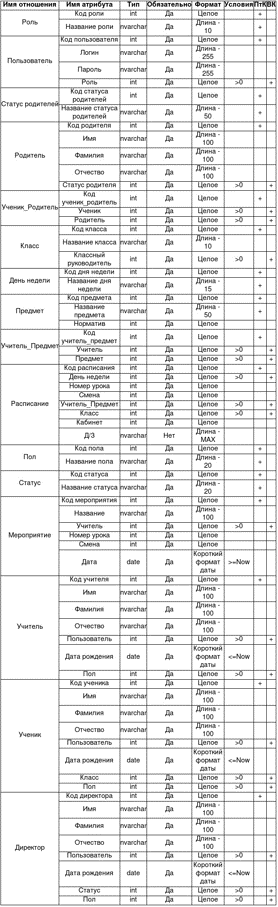 Имя отношения Имя атрибута Тип Обязательно Формат Условия ПтК ВК
Роль Код роли int Да Целое +
Название роли nvarchar Да Длина - 10 +
Пользователь Код пользователя int Да Целое +
Логин nvarchar Да Длина - 255
Пароль nvarchar Да Длина - 255
Роль int Да Целое >0 +
Статус родителей Код статуса родителей int Да Целое +
Название статуса родителей nvarchar Да Длина - 50 +
Родитель Код родителя int Да Целое +
Имя nvarchar Да Длина - 100
Фамилия nvarchar Да Длина - 100
Отчество nvarchar Да Длина - 100
Статус родителя int Да Целое >0 +
Ученик_Родитель Код ученик_родитель int Да Целое +
Ученик int Да Целое >0 +
Родитель int Да Целое >0 +
Класс Код класса int Да Целое +
Название класса nvarchar Да Длина - 10
Классный руководитель int Да Целое >0 +
День недели Код дня недели int Да Целое +
Название дня недели nvarchar Да Длина - 15 +
Предмет Код предмета int Да Целое +
Название предмета nvarchar Да Длина - 50 +
Норматив int Да Целое
Учитель_Предмет Код учитель_предмет int Да Целое +
Учитель int Да Целое >0 +
Предмет int Да Целое >0 +
Расписание Код расписания int Да Целое +
День недели int Да Целое >0 +
Номер урока int Да Целое
Смена int Да Целое
Учитель_Предмет int Да Целое >0 +
Класс int Да Целое >0 +
Кабинет int Да Целое
Д/З nvarchar Нет Длина - MAX
Пол Код пола int Да Целое +
Название пола nvarchar Да Длина - 20 +
Статус Код статуса int Да Целое +
Название статуса nvarchar Да Длина - 20 +
Мероприятие Код мероприятия int Да Целое +
Название nvarchar Да Длина - 100
Учитель int Да Целое >0 +
Номер урока int Да Целое
Смена int Да Целое
Дата date Да Короткий формат даты >=Now
Учитель Код учителя int Да Целое +
Имя nvarchar Да Длина - 100
Фамилия nvarchar Да Длина - 100
Отчество nvarchar Да Длина - 100
Пользователь int Да Целое >0 +
Дата рождения date Да Короткий формат даты <=Now
Пол int Да Целое >0 +
Ученик Код ученика int Да Целое +
Имя nvarchar Да Длина - 100
Фамилия nvarchar Да Длина - 100
Отчество nvarchar Да Длина - 100
Пользователь int Да Целое >0 +
Дата рождения date Да Короткий формат даты <=Now
Класс int Да Целое >0 +
Пол int Да Целое >0 +
Директор Код директора int Да Целое +
Имя nvarchar Да Длина - 100
Фамилия nvarchar Да Длина - 100
Отчество nvarchar Да Длина - 100
Пользователь int Да Целое >0 +
Дата рождения date Да Короткий формат даты <=Now
Статус int Да Целое >0 +
Пол int Да Целое >0 +